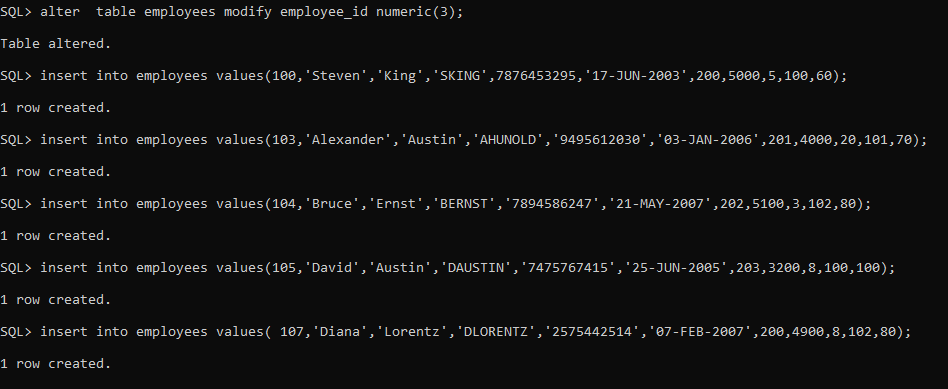 SQL> alter  table employees modify employee_id numeric(3);
Table altered.
SQL> insert into employees values(100,'Steven','King','SKING',7876453295,'17-JUN-2003',200,5000,5,100,60);
1 row created.
SQL> insert into employees values(103,'Alexander','Austin','AHUNOLD','9495612030','03-JAN-2006',201,4000,20,101,70);
1 row created.
SQL> insert into employees values(104,'Bruce','Ernst','BERNST','7894586247','21-MAY-2007',202,5100,3,102,80);
1 row created.
SQL> insert into employees values(105,'David','Austin','DAUSTIN','7475767415','25-JUN-2005',203,3200,8,100,100);
1 row created.
SQL> insert into employees values( 107,'Diana','Lorentz','DLORENTZ','2575442514','07-FEB-2007',200,4900,8,102,80);
1 row created.